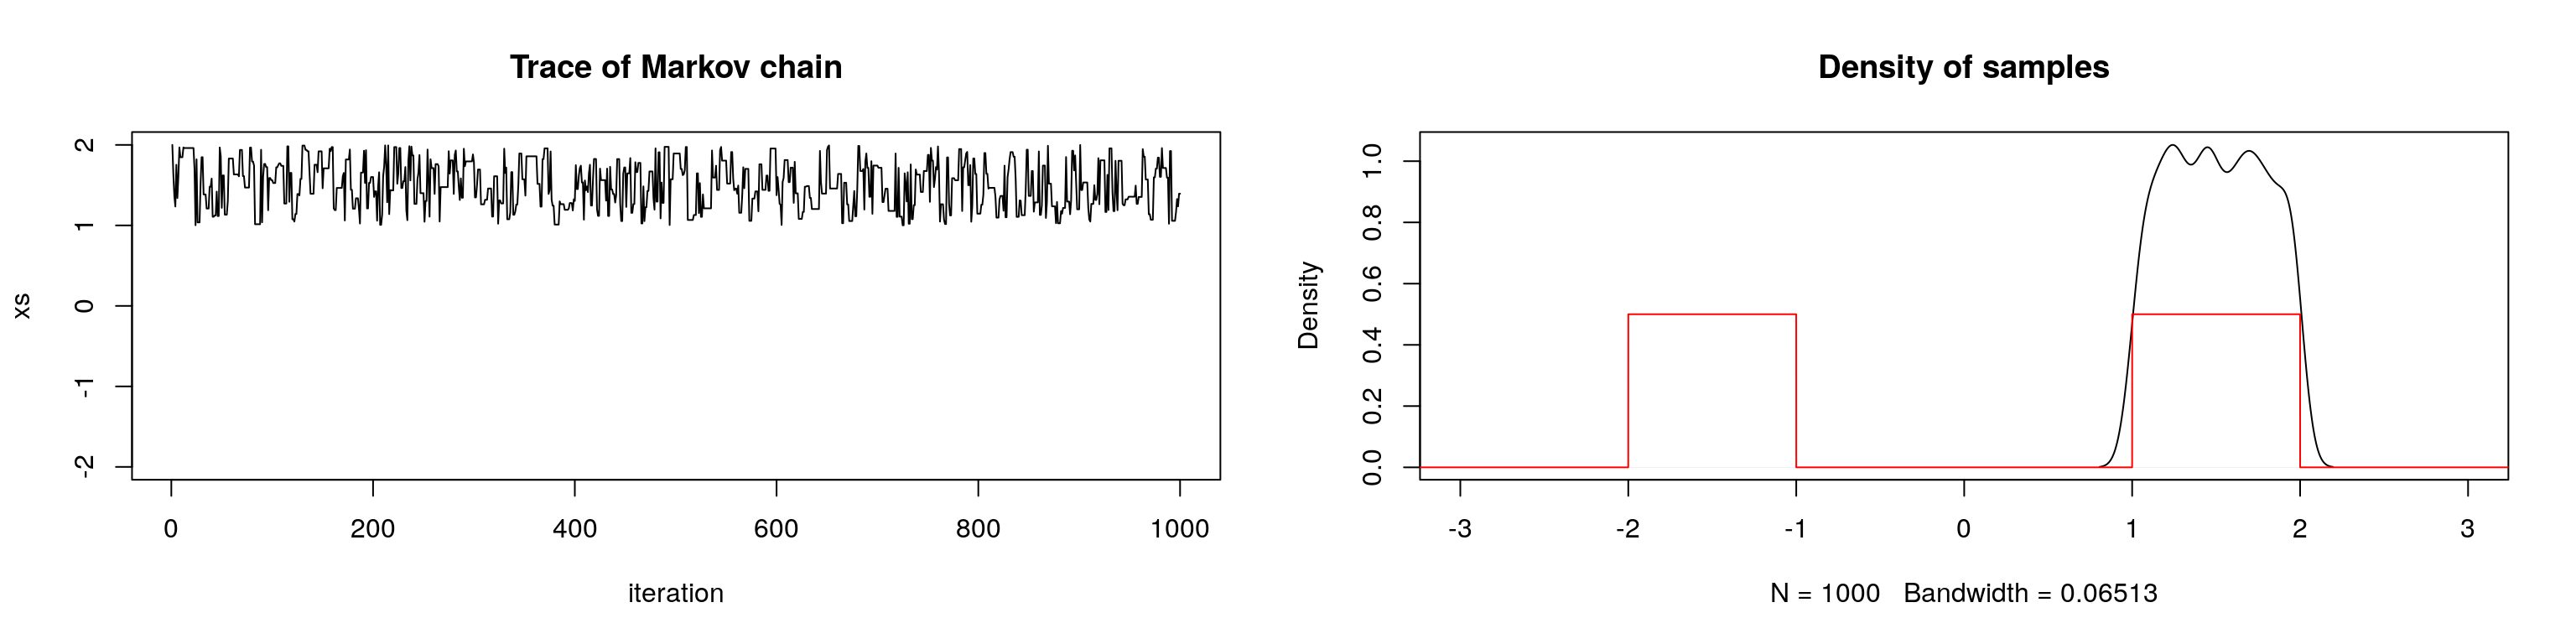 Trace of Markov chain
xs
2
1
0
-1
-2
0 200 400 600 800 1000
iteration
Density of samples
Density
1.0
0.8
0.6
0.4
0.2
0.0
-3 -2 -1 0 1 2 3
N = 1000 Bandwidth = 0.06513